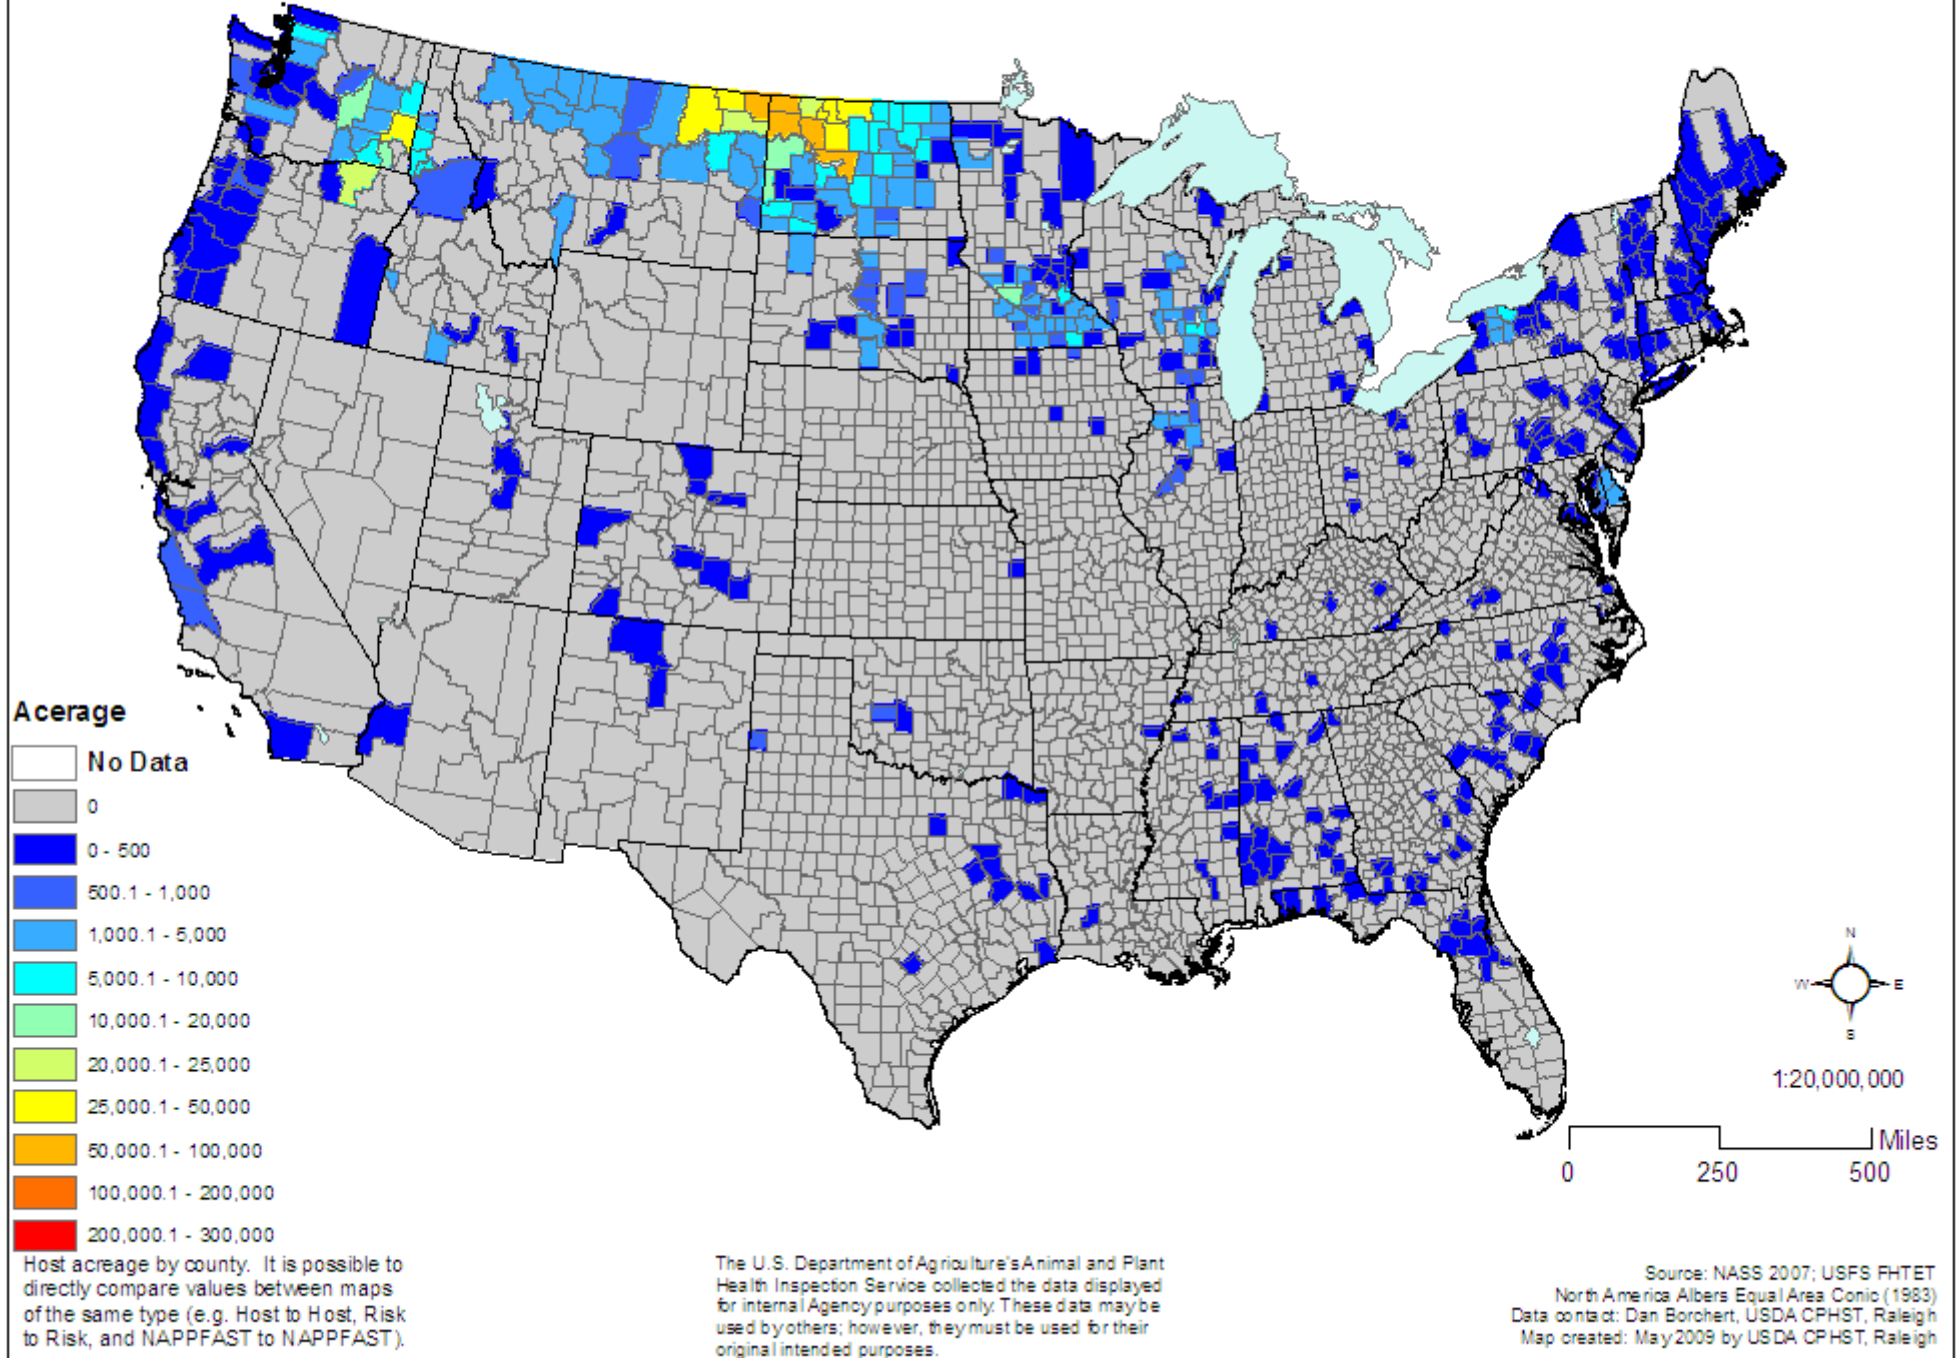 Acerage
No Data
0
0 - 500
500.1 - 1,000
1,000.1 - 5,000
5,000.1 - 10,000
10,000.1 - 20,000
20,000.1 - 25,000
25,000.1 - 50,000
50,000.1 - 100,000
100,000.1 - 200,000
200,000.1 - 300,000
Host acreage by county. It is possible to
directly compare values between maps
of the same type (e.g. Host to Host, Risk
to Risk, and NAPPFAST to NAPPFAST).
The U.S. Department of Agriculture's Animal and Plant
Health Inspection Service collected the data displayed
for internal Agency purposes only. These data may be
used by others; however, they must be used for their
original intended purposes.
N
W
E
S
1:20,000,000
Miles
0 250 500
Source: NASS 2007; USFS FHTET
North America Albers Equal Area Conic (1983)
Data contact: Dan Borchert, USDA CPHST, Raleigh
Map created: May 2009 by USDA CPHST, Raleigh